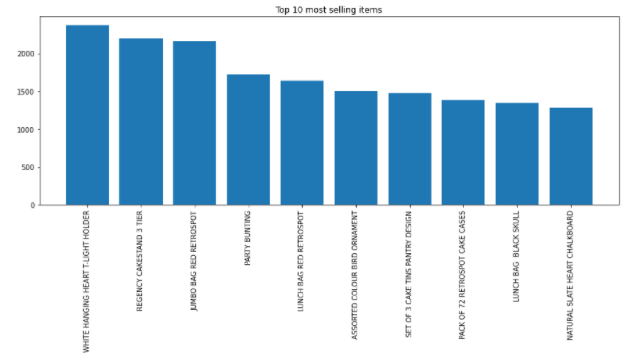 Top 10 most selling items
2000
1500
1000
500
0
WHITE HANGING HEART T-LIGHT HOLDER
REGENCY CAKESTAND 3 TIER
JUMBO BAG RED RETROSPOT
PARTY BUNTING
LUNCH BAG RED RETROSPOT
ASSORTED COLOUR BIRD ORNAMENT
SET OF 3 CAKE TINS PANTRY DESIGN
PACK OF 72 RETROSPOT CAKE CASES
LUNCH BAG  BLACK SKULL
NATURAL SLATE HEART CHALKBOARD